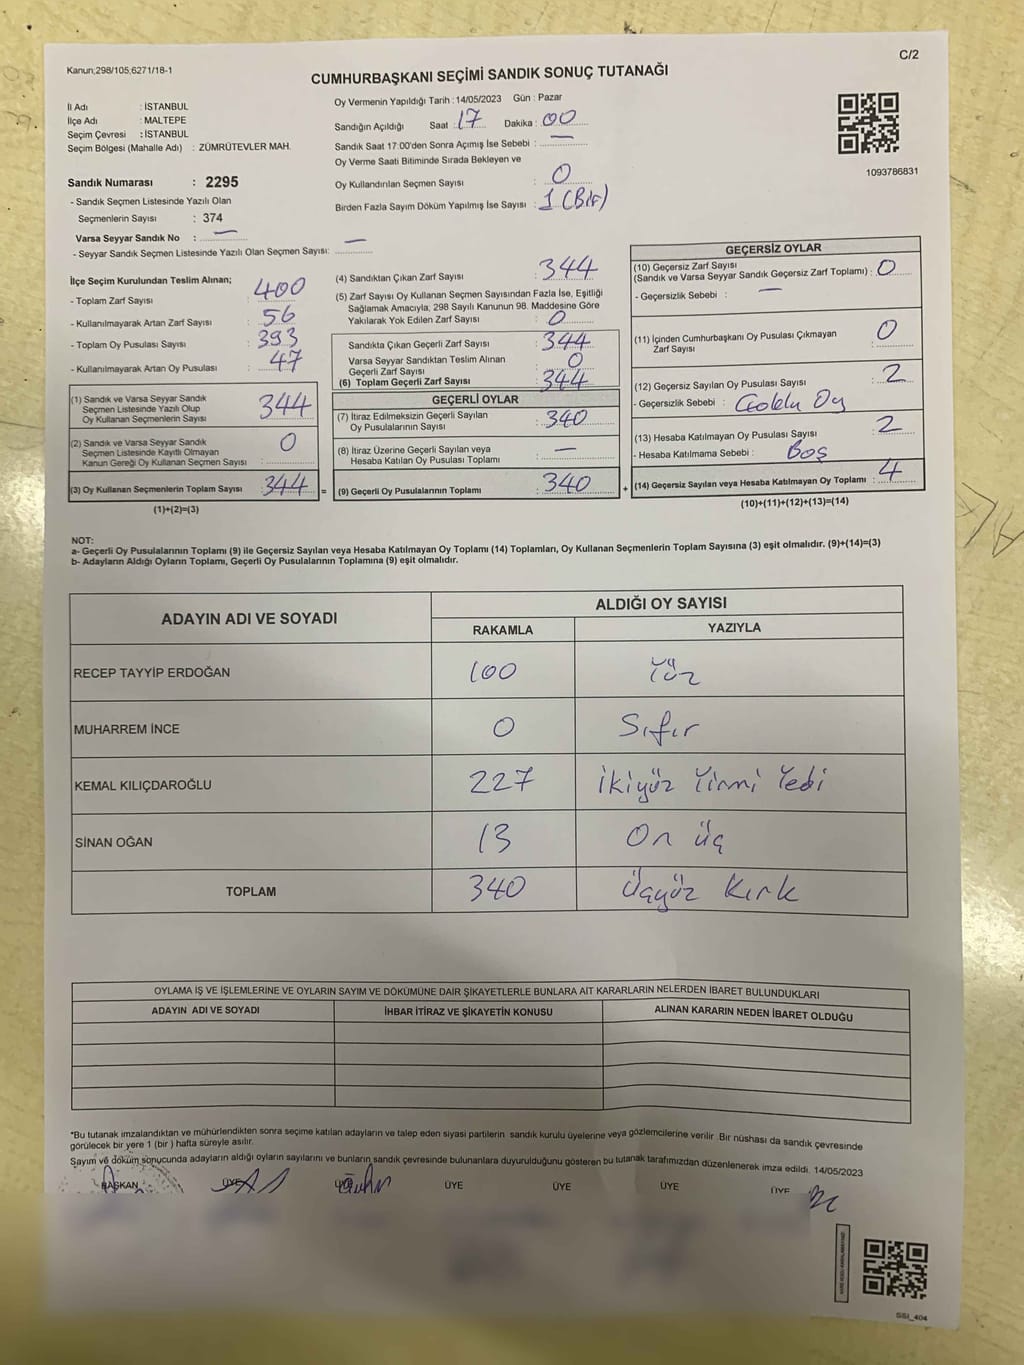 Kanun;298/105;6271/18-1
C/2
CUMHURBAŞKANI SEÇİMİ SANDIK SONUÇ TUTANAĞI
İl Adı : İSTANBUL
İlçe Adı : MALTEPE
Seçim Çevresi : İSTANBUL
Seçim Bölgesi (Mahalle Adı) : ZÜMRÜTEVLER MAH.
Oy Vermenin Yapıldığı Tarih : 14/05/2023 Gün : Pazar
Sandığın Açıldığı Saat : 17 Dakika : 00
Sandık Saat 17:00'den Sonra Açımış İse Sebebi : —
Oy Verme Saati Bitiminde Sırada Bekleyen ve
Oy Kullandırılan Seçmen Sayısı : 0
Birden Fazla Sayım Döküm Yapılmış İse Sayısı : 1 (Bir)
1093786831
Sandık Numarası : 2295
- Sandık Seçmen Listesinde Yazılı Olan
Seçmenlerin Sayısı : 374
Varsa Seyyar Sandık No : —
- Seyyar Sandık Seçmen Listesinde Yazılı Olan Seçmen Sayısı: —
İlçe Seçim Kurulundan Teslim Alınan;
- Toplam Zarf Sayısı : 400
- Kullanılmayarak Artan Zarf Sayısı : 56
- Toplam Oy Pusulası Sayısı : 393
- Kullanılmayarak Artan Oy Pusulası : 47
(1) Sandık ve Varsa Seyyar Sandık
Seçmen Listesinde Yazılı Olup
Oy Kullanan Seçmenlerin Sayısı : 344
(2) Sandık ve Varsa Seyyar Sandık
Seçmen Listesinde Kayıtlı Olmayan
Kanun Gereği Oy Kullanan Seçmen Sayısı : 0
(3) Oy Kullanan Seçmenlerin Toplam Sayısı : 344 =
(1)+(2)=(3)
(4) Sandıktan Çıkan Zarf Sayısı : 344
(5) Zarf Sayısı Oy Kullanan Seçmen Sayısından Fazla İse, Eşitliği
Sağlamak Amacıyla; 298 Sayılı Kanunun 98. Maddesine Göre
Yakılarak Yok Edilen Zarf Sayısı : 0
Sandıkta Çıkan Geçerli Zarf Sayısı : 344
Varsa Seyyar Sandıktan Teslim Alınan
Geçerli Zarf Sayısı : 0
(6) Toplam Geçerli Zarf Sayısı : 344
GEÇERLİ OYLAR
(7) İtiraz Edilmeksizin Geçerli Sayılan
Oy Pusulalarının Sayısı : 340
(8) İtiraz Üzerine Geçerli Sayılan veya
Hesaba Katılan Oy Pusulası Toplamı : —
(9) Geçerli Oy Pusulalarının Toplamı : 340 +
GEÇERSİZ OYLAR
(10) Geçersiz Zarf Sayısı
(Sandık ve Varsa Seyyar Sandık Geçersiz Zarf Toplamı) : 0
- Geçersizlik Sebebi : —
(11) İçinden Cumhurbaşkanı Oy Pusulası Çıkmayan
Zarf Sayısı : 0
(12) Geçersiz Sayılan Oy Pusulası Sayısı : 2
- Geçersizlik Sebebi : Çoklu Oy
(13) Hesaba Katılmayan Oy Pusulası Sayısı : 2
- Hesaba Katılmama Sebebi : Boş
(14) Geçersiz Sayılan veya Hesaba Katılmayan Oy Toplamı : 4
(10)+(11)+(12)+(13)=(14)
NOT:
a- Geçerli Oy Pusulalarının Toplamı (9) ile Geçersiz Sayılan veya Hesaba Katılmayan Oy Toplamı (14) Toplamları, Oy Kullanan Seçmenlerin Toplam Sayısına (3) eşit olmalıdır. (9)+(14)=(3)
b- Adayların Aldığı Oyların Toplamı, Geçerli Oy Pusulalarının Toplamına (9) eşit olmalıdır.
ADAYIN ADI VE SOYADI
ALDIĞI OY SAYISI
RAKAMLA YAZIYLA
RECEP TAYYİP ERDOĞAN 100 Yüz
MUHARREM İNCE 0 Sıfır
KEMAL KILIÇDAROĞLU 227 İkiyüz Yirmi Yedi
SİNAN OĞAN 13 On üç
TOPLAM 340 Üçyüz Kırk
OYLAMA İŞ VE İŞLEMLERİNE VE OYLARIN SAYIM VE DÖKÜMÜNE DAİR ŞİKAYETLERLE BUNLARA AİT KARARLARIN NELERDEN İBARET BULUNDUKLARI
ADAYIN ADI VE SOYADI İHBAR İTİRAZ VE ŞİKAYETİN KONUSU ALINAN KARARIN NEDEN İBARET OLDUĞU
*Bu tutanak imzalandıktan ve mühürlendikten sonra seçime katılan adayların ve talep eden siyasi partilerin sandık kurulu üyelerine veya gözlemcilerine verilir. Bir nüshası da sandık çevresinde
görülecek bir yere 1 (bir ) hafta süreyle asılır.
Sayım ve döküm sonucunda adayların aldığı oyların sayılarını ve bunların sandık çevresinde bulunanlara duyurulduğunu gösteren bu tutanak tarafımızdan düzenlenerek imza edildi. 14/05/2023
BAŞKAN ÜYE ÜYE ÜYE ÜYE ÜYE ÜYE
SSI_404